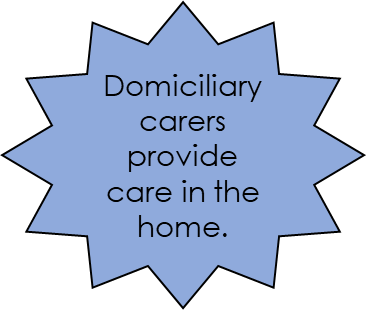 Domiciliary
carers
provide
care in the
home.